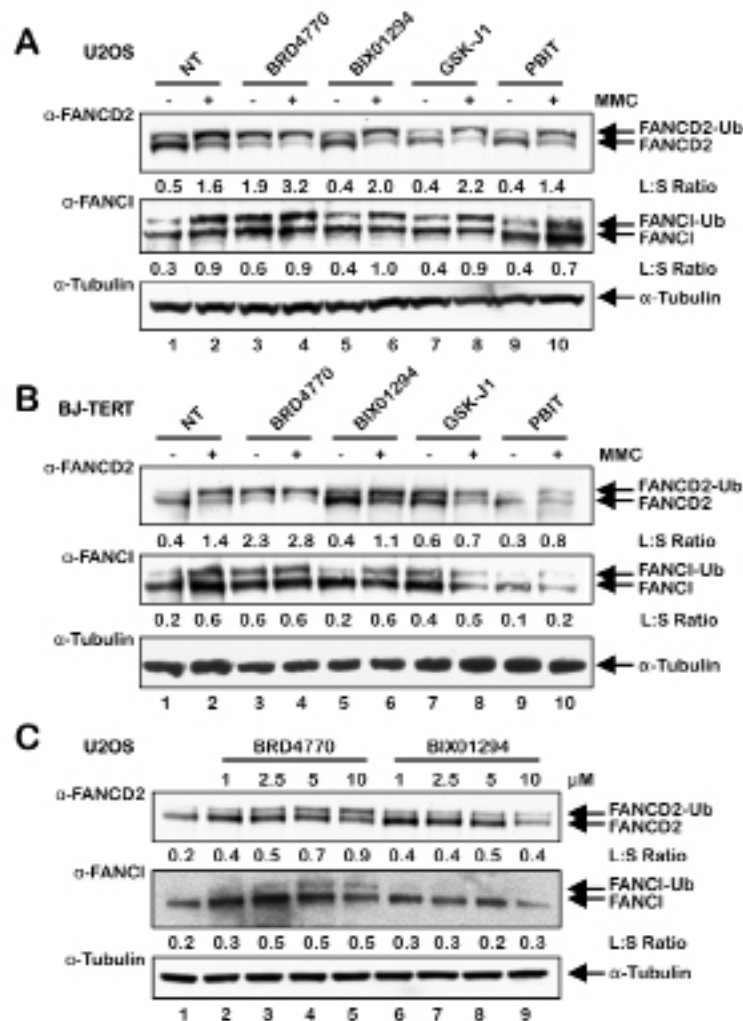 A
U2OS
NT BRD4770 BIX01294 GSK-J1 PBIT
- + - + - + - + - + MMC
α-FANCD2
FANCD2-Ub
FANCD2
0.5 1.6 1.9 3.2 0.4 2.0 0.4 2.2 0.4 1.4 L:S Ratio
α-FANCI
FANCI-Ub
FANCI
0.3 0.9 0.6 0.9 0.4 1.0 0.4 0.9 0.4 0.7 L:S Ratio
α-Tubulin
α-Tubulin
1 2 3 4 5 6 7 8 9 10
B
BJ-TERT
NT BRD4770 BIX01294 GSK-J1 PBIT
- + - + - + - + - + MMC
α-FANCD2
FANCD2-Ub
FANCD2
0.4 1.4 2.3 2.8 0.4 1.1 0.6 0.7 0.3 0.8 L:S Ratio
α-FANCI
FANCI-Ub
FANCI
0.2 0.6 0.6 0.6 0.2 0.6 0.4 0.5 0.1 0.2 L:S Ratio
α-Tubulin
α-Tubulin
1 2 3 4 5 6 7 8 9 10
C
U2OS
BRD4770 BIX01294
1 2.5 5 10 1 2.5 5 10 μM
α-FANCD2
FANCD2-Ub
FANCD2
0.2 0.4 0.5 0.7 0.9 0.4 0.4 0.5 0.4 L:S Ratio
α-FANCI
FANCI-Ub
FANCI
0.2 0.3 0.5 0.5 0.5 0.3 0.3 0.2 0.3 L:S Ratio
α-Tubulin
α-Tubulin
1 2 3 4 5 6 7 8 9